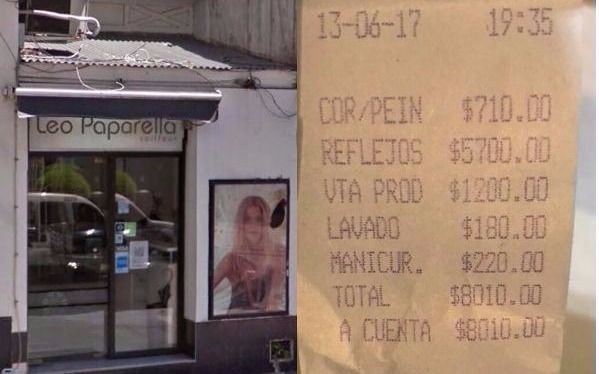 Leo Paparella
coiffeur
13-06-17 19:35
COR/PEIN $710.00
REFLEJOS $5700.00
VTA PROD $1200.00
LAVADO $180.00
MANICUR. $220.00
TOTAL $8010.00
A CUENTA $8010.00